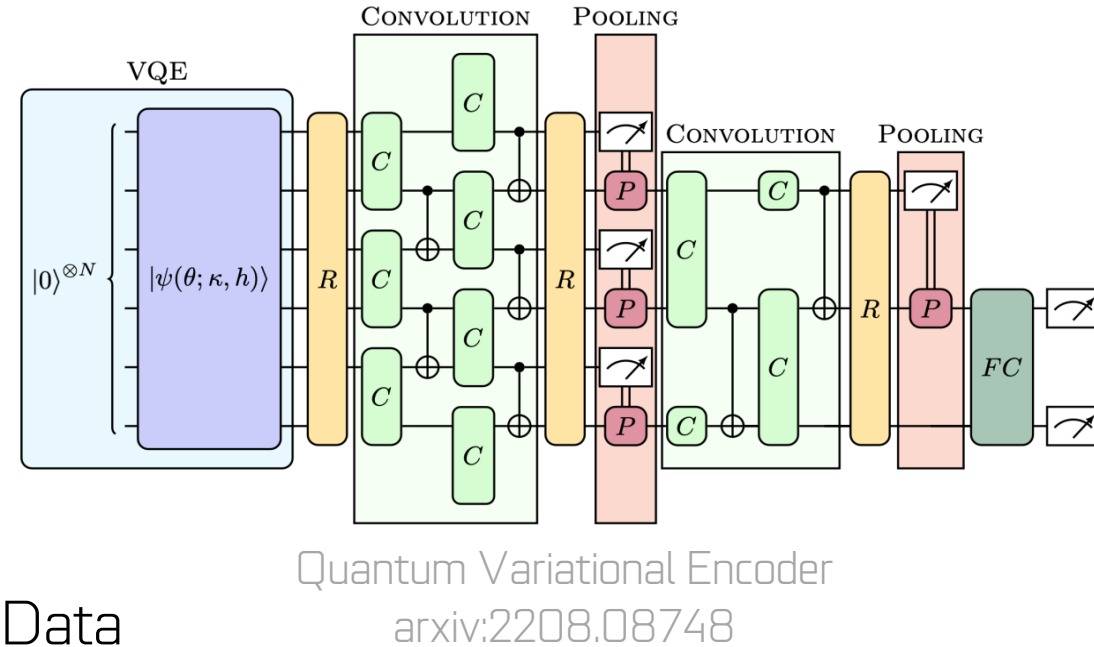 CONVOLUTION
POOLING
VQE
CONVOLUTION
POOLING
|0⟩^{⊗N}
|ψ(θ; κ, h)⟩
R
C
C
C
C
C
C
C
R
P
P
P
C
C
C
C
R
P
FC
Quantum Variational Encoder
Data
arxiv:2208.08748